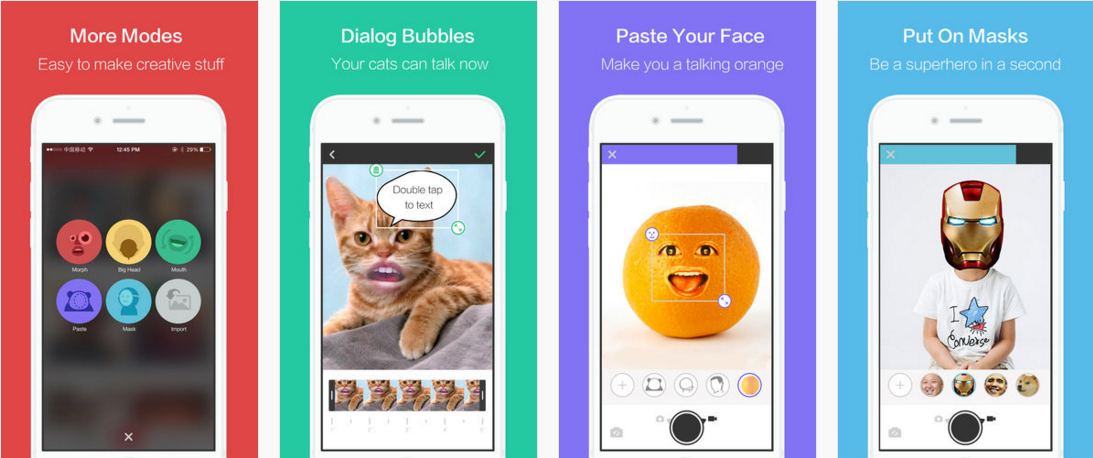 More Modes
Easy to make creative stuff
中国移动
12:45 PM
29%
Morph
Big Head
Mouth
Paste
Mask
Import
Dialog Bubbles
Your cats can talk now
Double tap
to text
Paste Your Face
Make you a talking orange
Put On Masks
Be a superhero in a second
I
Converse